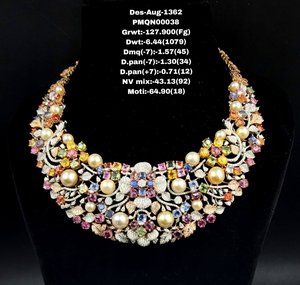 Des-Aug-1362
PMQN00038
Grwt:-127.900(Fg)
Dwt:-6.44(1079)
Dmq(-7):-1.57(45)
D.pan(-7):-1.30(34)
D.pan(+7):-0.71(12)
NV mix:-43.13(92)
Moti:-64.90(18)